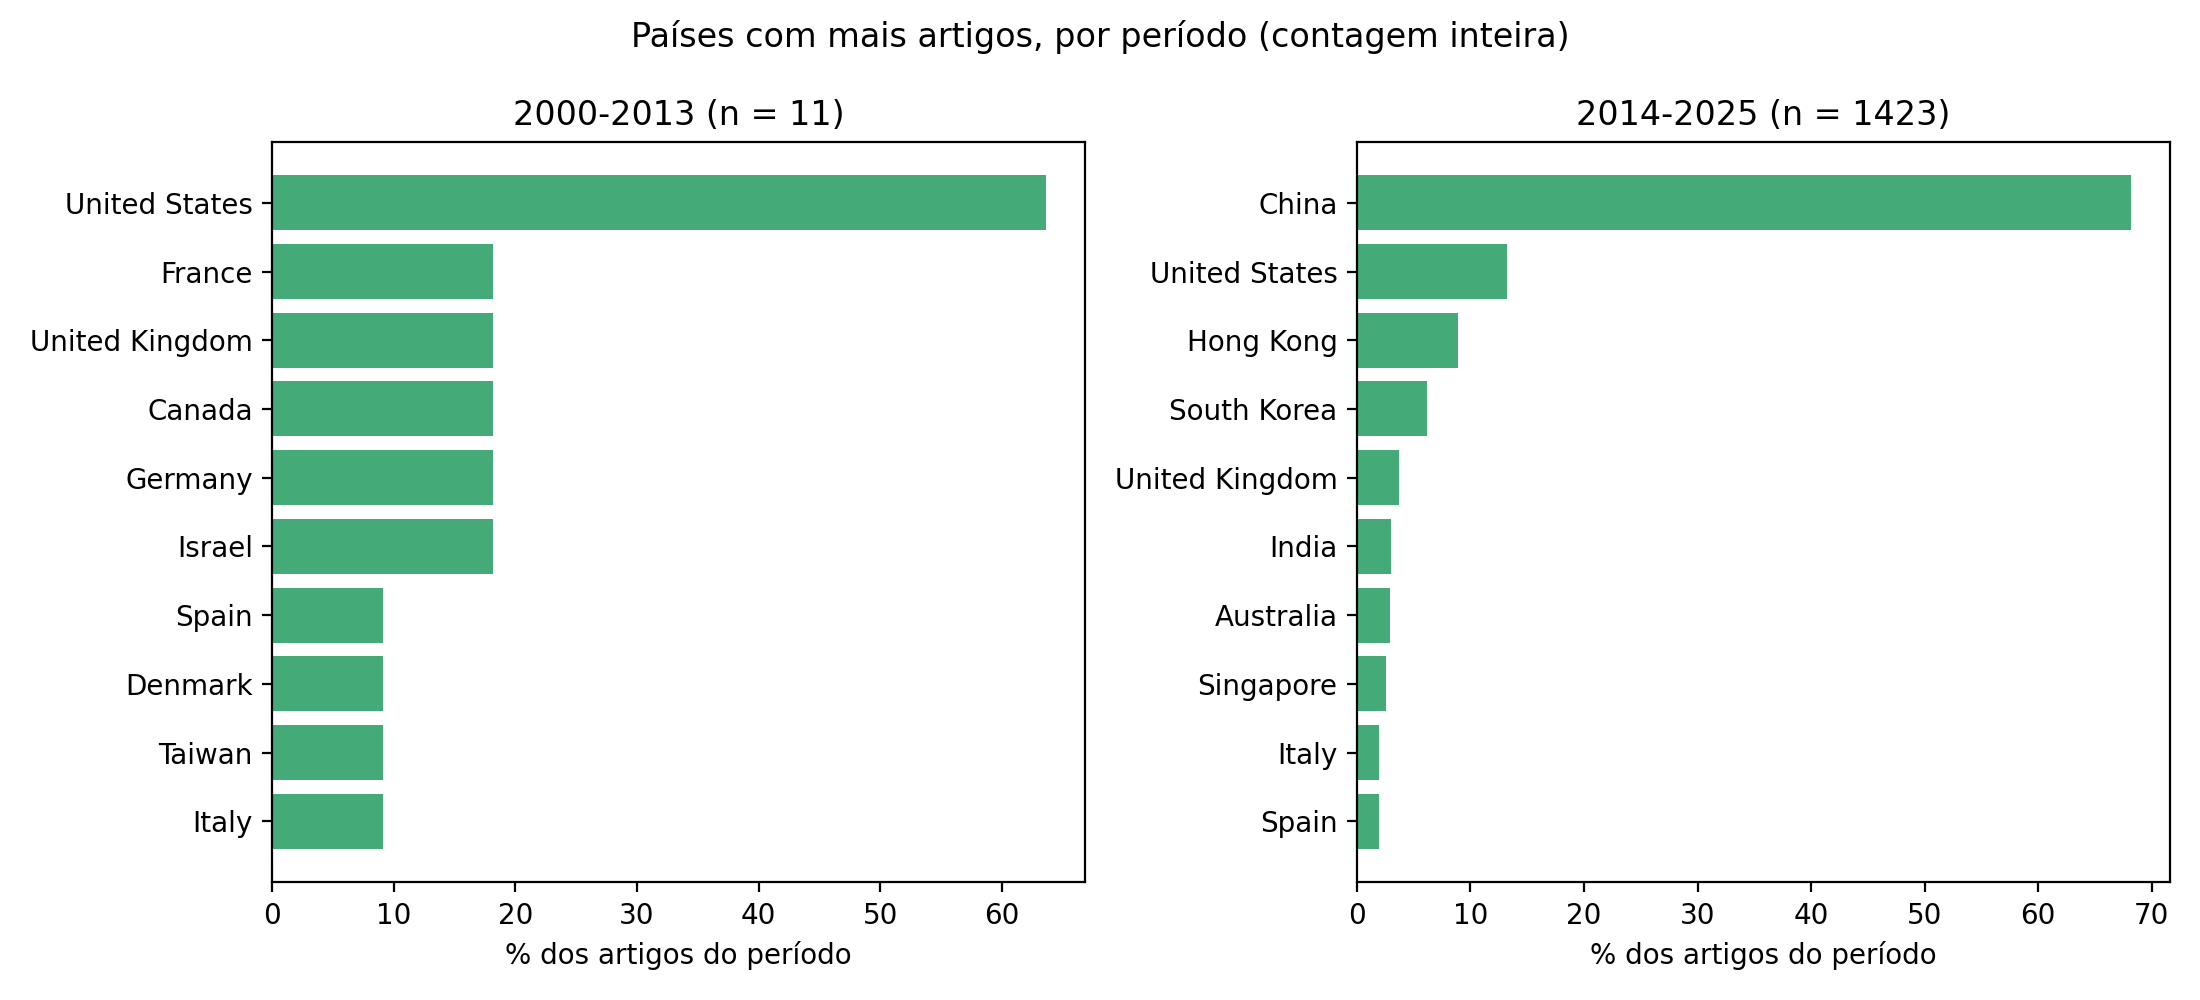 Países com mais artigos, por período (contagem inteira)
2000-2013 (n = 11)
United States
France
United Kingdom
Canada
Germany
Israel
Spain
Denmark
Taiwan
Italy
0 10 20 30 40 50 60
% dos artigos do período
2014-2025 (n = 1423)
China
United States
Hong Kong
South Korea
United Kingdom
India
Australia
Singapore
Italy
Spain
0 10 20 30 40 50 60 70
% dos artigos do período